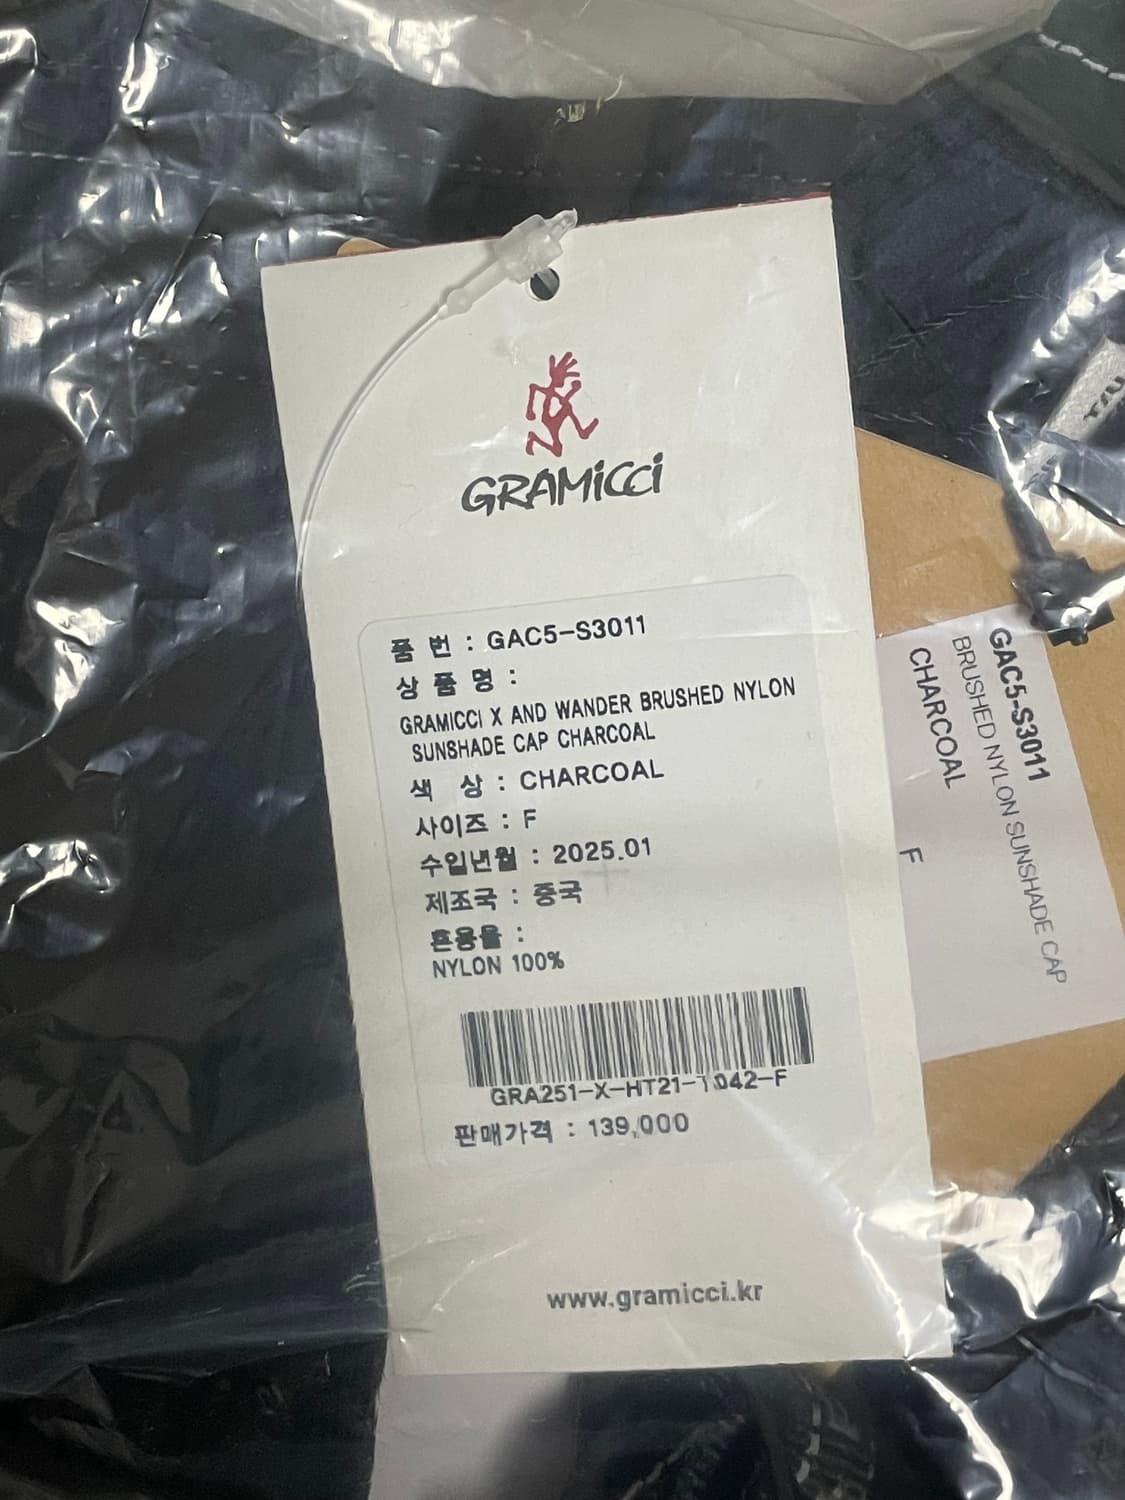 GRAMiCCi
품 번 : GAC5-S3011
상 품 명 :
GRAMICCI X AND WANDER BRUSHED NYLON
SUNSHADE CAP CHARCOAL
색 상 : CHARCOAL
사이즈 : F
수입년월 : 2025.01
제조국 : 중국
혼용율 :
NYLON 100%
GRA251-X-HT21-1042-F
판매가격 : 139,000
www.gramicci.kr
GAC5-S3011
BRUSHED NYLON SUNSHADE CAP
CHARCOAL
F